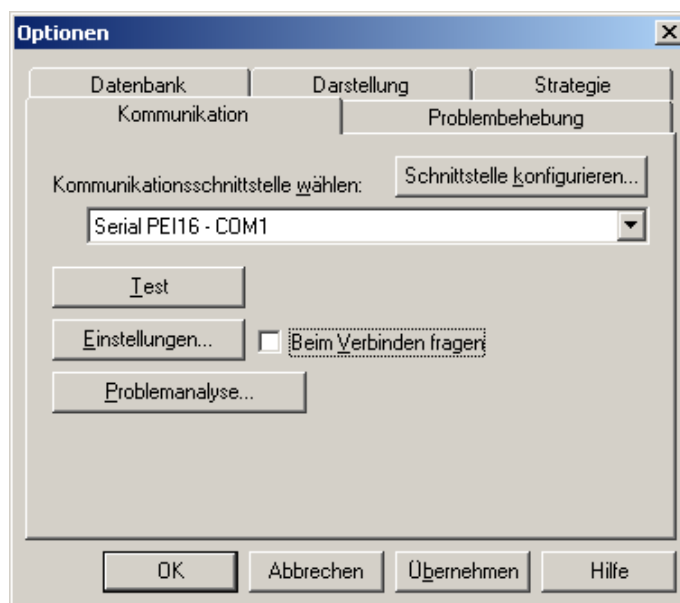 Optionen
Datenbank
Darstellung
Strategie
Kommunikation
Problembehebung
Kommunikationsschnittstelle wählen:
Schnittstelle konfigurieren...
Serial PEI16 - COM1
Test
Einstellungen...
Beim Verbinden fragen
Problemanalyse...
OK
Abbrechen
Übernehmen
Hilfe